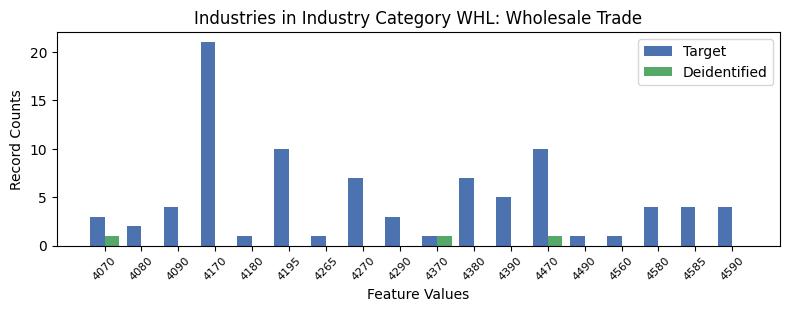 Industries in Industry Category WHL: Wholesale Trade
Target
Deidentified
Record Counts
20
15
10
5
0
4070 4080 4090 4170 4180 4195 4265 4270 4290 4370 4380 4390 4470 4490 4560 4580 4585 4590
Feature Values